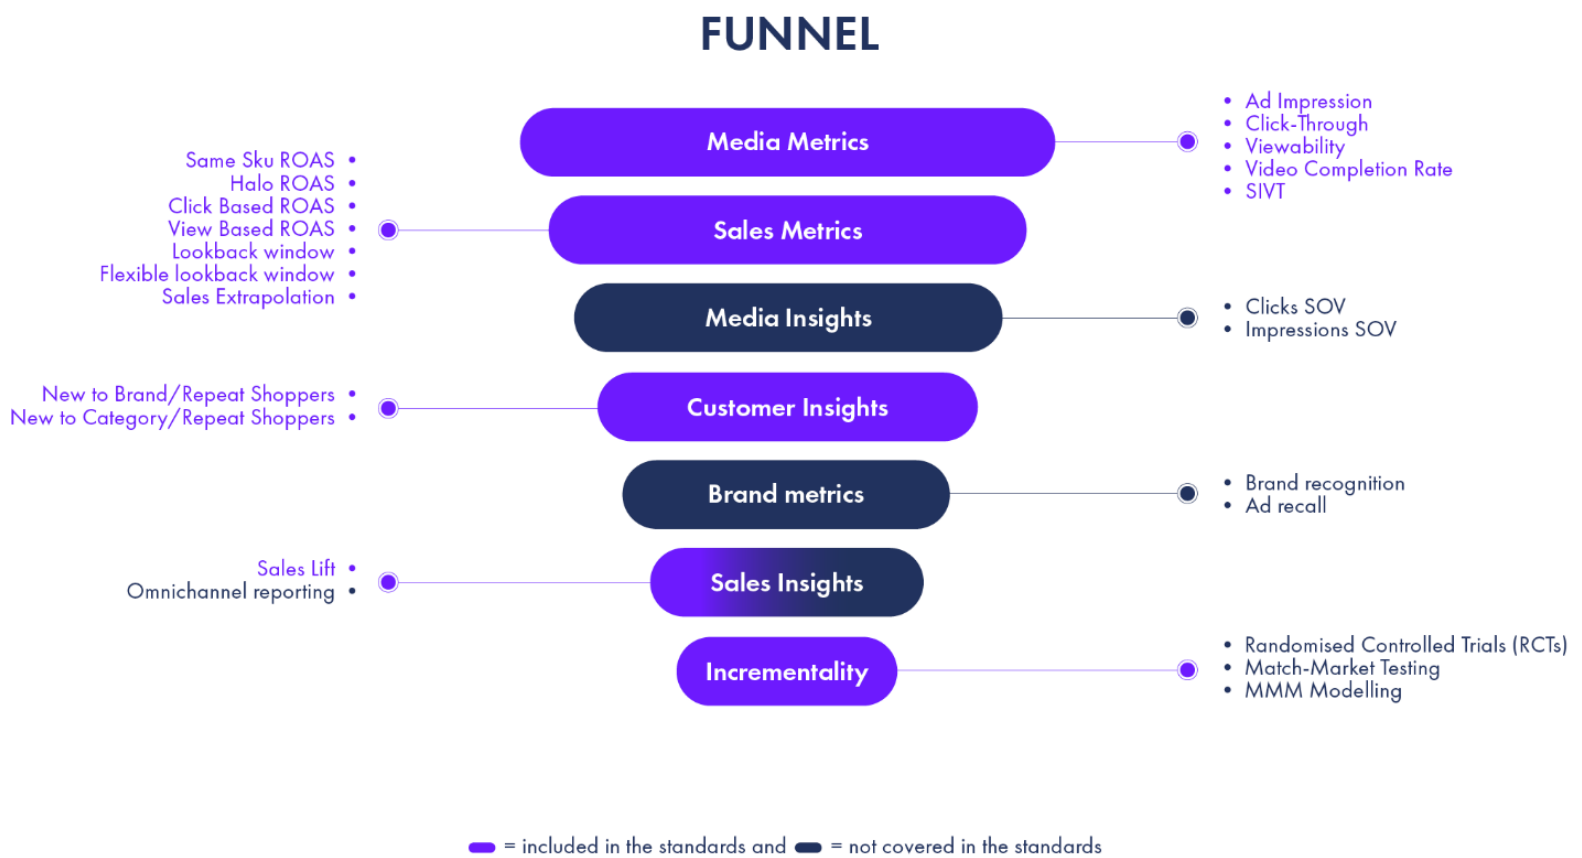 FUNNEL
Media Metrics
• Ad Impression
• Click-Through
• Viewability
• Video Completion Rate
• SIVT
Same Sku ROAS •
Halo ROAS •
Click Based ROAS •
View Based ROAS •
Lookback window •
Flexible lookback window •
Sales Extrapolation •
Sales Metrics
Media Insights
• Clicks SOV
• Impressions SOV
New to Brand/Repeat Shoppers •
New to Category/Repeat Shoppers •
Customer Insights
Brand metrics
• Brand recognition
• Ad recall
Sales Lift •
Omnichannel reporting •
Sales Insights
Incrementality
• Randomised Controlled Trials (RCTs)
• Match-Market Testing
• MMM Modelling
= included in the standards and = not covered in the standards